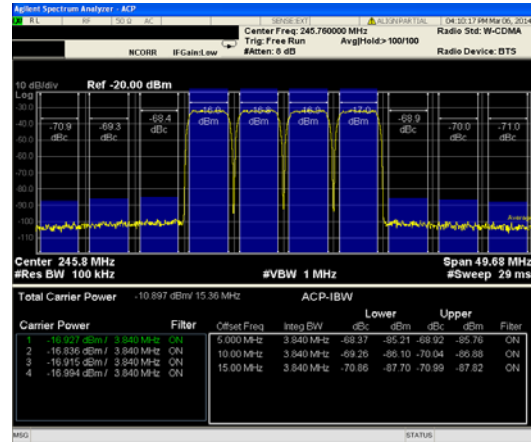 Agilent Spectrum Analyzer - ACP
RL RF 50 Ω AC SENSE:EXT ALIGN PARTIAL 04:10:17 PM Mar 06, 2014
Center Freq: 245.760000 MHz Radio Std: W-CDMA
Trig: Free Run Avg|Hold:>100/100
NCORR IFGain:Low #Atten: 8 dB Radio Device: BTS
10 dB/div Ref -20.00 dBm
Log
-30.0
-40.0
-50.0
-60.0
-70.0
-80.0
-90.0
-100
-110
-70.9 dBc
-69.3 dBc
-68.4 dBc
-16.9 dBm
-16.8 dBm
-16.9 dBm
-17.0 dBm
-68.9 dBc
-70.0 dBc
-71.0 dBc
Average
Center 245.8 MHz Span 49.68 MHz
#Res BW 100 kHz #VBW 1 MHz #Sweep 29 ms
Total Carrier Power -10.897 dBm/ 15.36 MHz ACP-IBW
Lower Upper
Carrier Power Filter Offset Freq Integ BW dBc dBm dBc dBm Filter
1 -16.927 dBm / 3.840 MHz ON 5.000 MHz 3.840 MHz -68.37 -85.21 -68.92 -85.76 ON
2 -16.836 dBm / 3.840 MHz ON 10.00 MHz 3.840 MHz -69.26 -86.10 -70.04 -86.88 ON
3 -16.915 dBm / 3.840 MHz ON 15.00 MHz 3.840 MHz -70.86 -87.70 -70.99 -87.82 ON
4 -16.994 dBm / 3.840 MHz ON
MSG STATUS